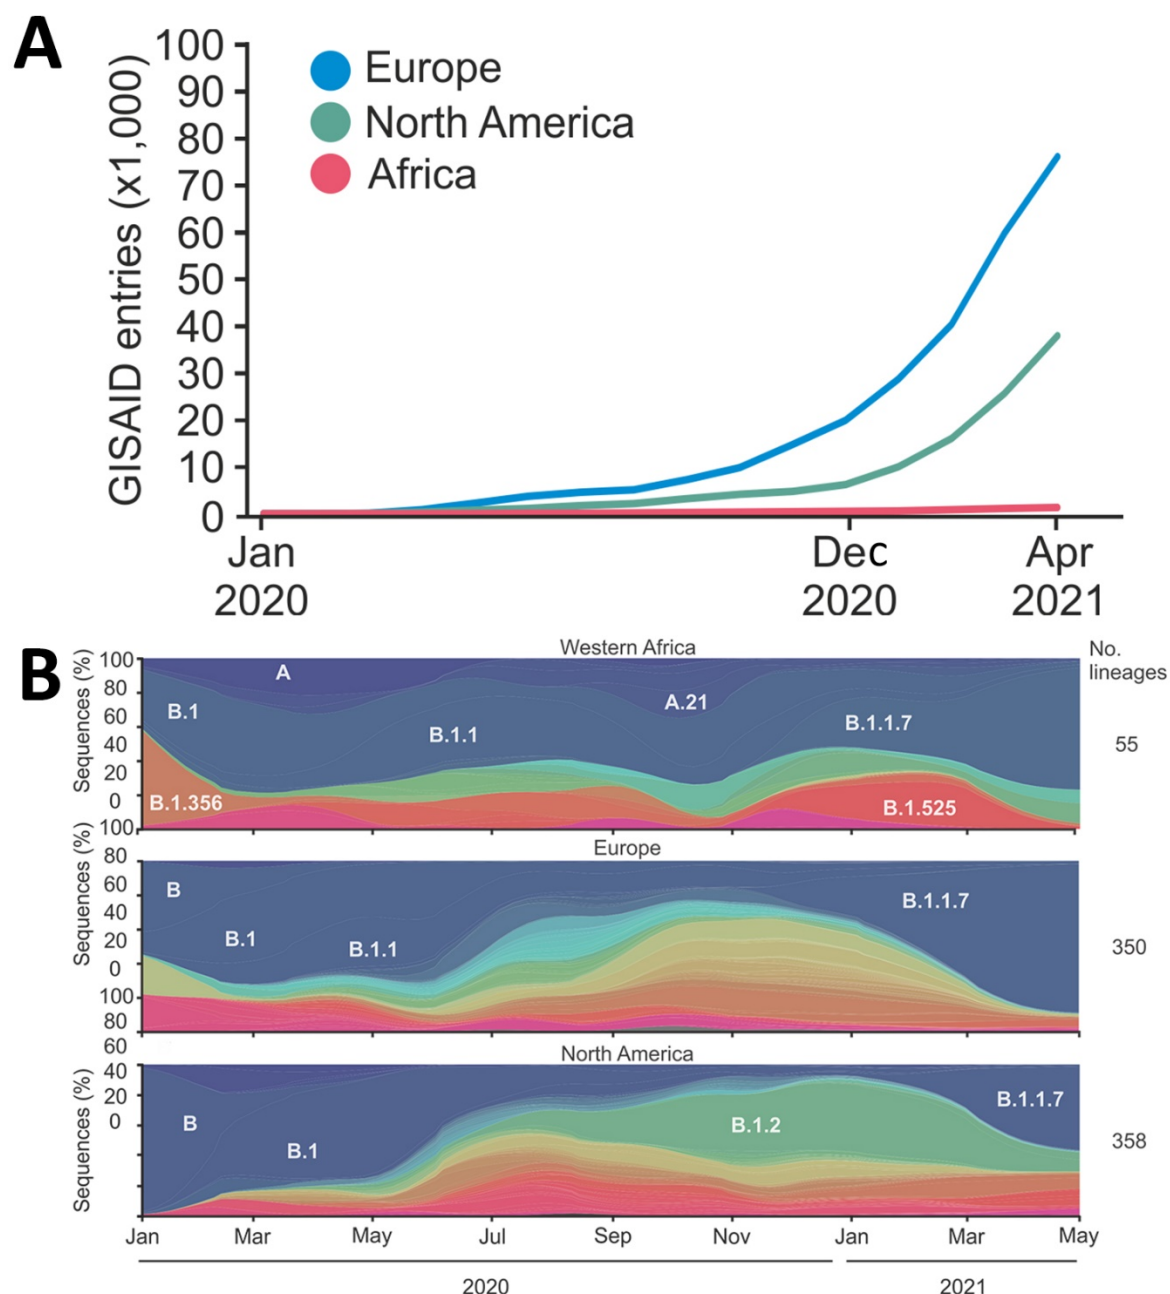 A
GISAID entries (x1,000)
100
90
80
70
60
50
40
30
20
10
0
Europe
North America
Africa
Jan
2020
Dec
2020
Apr
2021
B
Western Africa
No.
lineages
Sequences (%)
100
80
60
40
20
0
A
B.1
B.1.1
A.21
B.1.1.7
B.1.356
B.1.525
55
Europe
Sequences (%)
100
80
60
40
20
0
B
B.1
B.1.1
B.1.1.7
350
North America
Sequences (%)
100
80
60
40
20
0
B
B.1
B.1.2
B.1.1.7
358
Jan
Mar
May
Jul
Sep
Nov
Jan
Mar
May
2020
2021